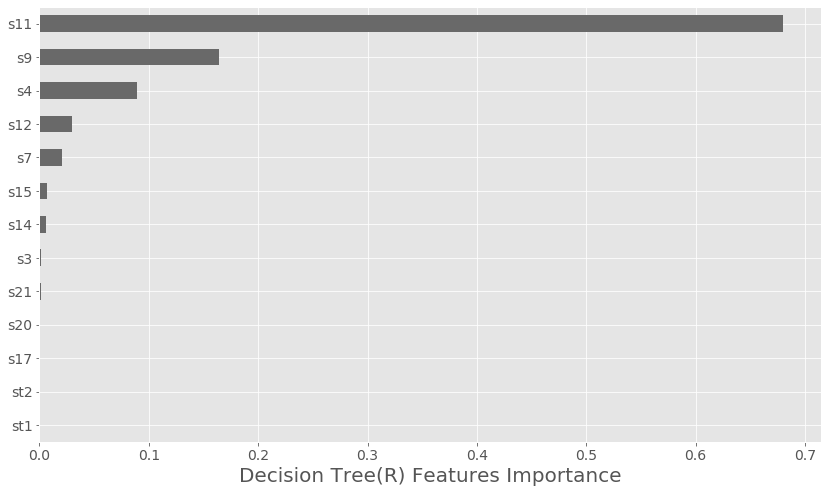 s11
s9
s4
s12
s7
s15
s14
s3
s21
s20
s17
st2
st1
0.0 0.1 0.2 0.3 0.4 0.5 0.6 0.7
Decision Tree(R) Features Importance